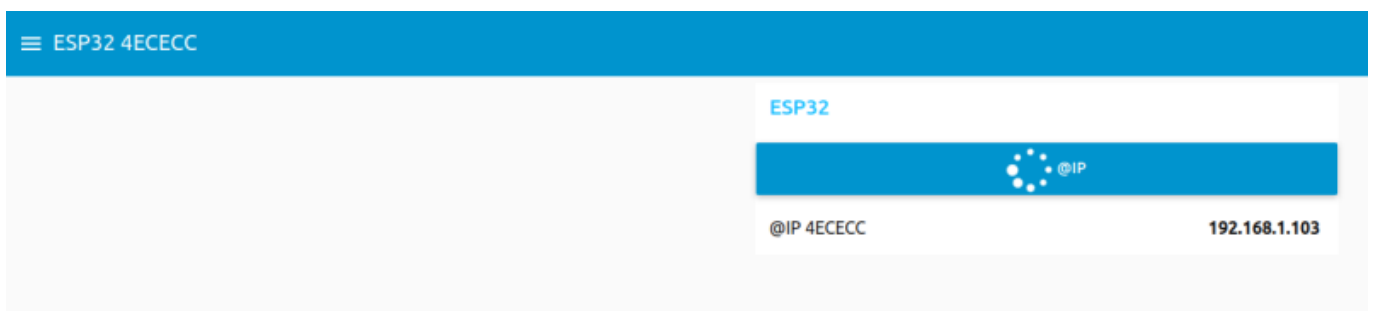 ESP32 4ECECC
ESP32
@IP
@IP 4ECECC 192.168.1.103